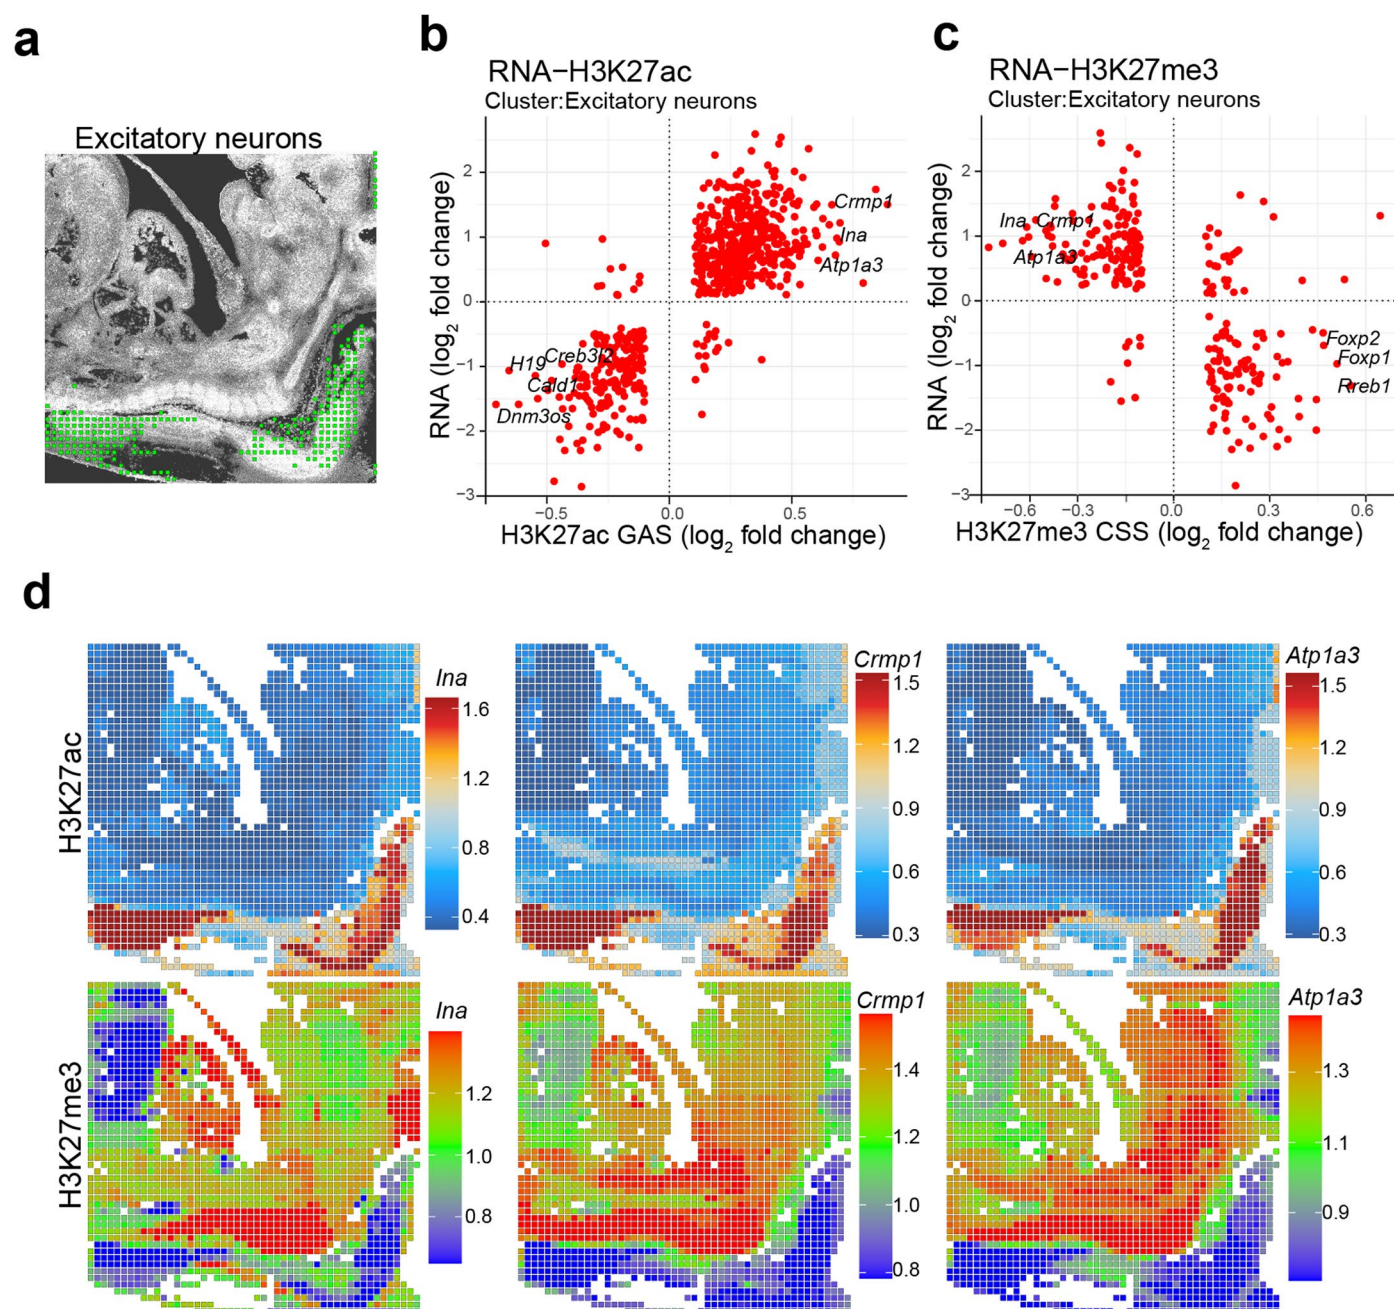 a
Excitatory neurons
b
RNA−H3K27ac
Cluster:Excitatory neurons
RNA (log2 fold change)
2
1
0
−1
−2
−3
Crmp1
Ina
Atp1a3
H19
Creb3l2
Cald1
Dnm3os
−0.5
0.0
0.5
H3K27ac GAS (log2 fold change)
c
RNA−H3K27me3
Cluster:Excitatory neurons
RNA (log2 fold change)
2
1
0
−1
−2
−3
Ina
Crmp1
Atp1a3
Foxp2
Foxp1
Rreb1
−0.6
−0.3
0.0
0.3
0.6
H3K27me3 CSS (log2 fold change)
d
H3K27ac
Ina
1.6
1.2
0.8
0.4
Crmp1
1.5
1.2
0.9
0.6
0.3
Atp1a3
1.5
1.2
0.9
0.6
0.3
H3K27me3
Ina
1.2
1.0
0.8
Crmp1
1.4
1.2
1.0
0.8
Atp1a3
1.3
1.1
0.9